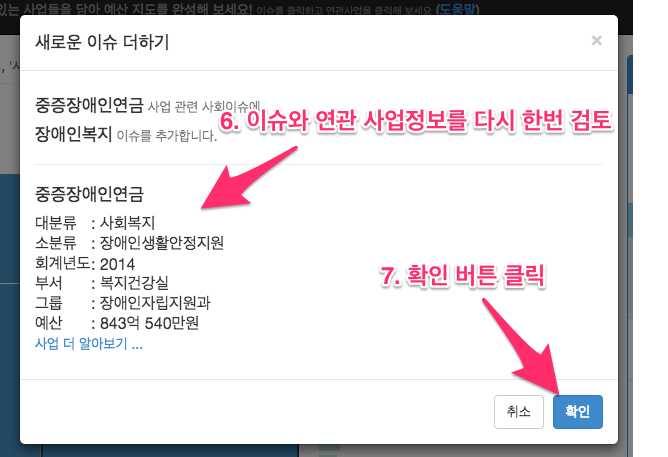 있는 사업들을 담아 예산 지도를 완성해 보세요! 이슈를 클릭하고 연관사업을 클릭해 보세요 (도움말)
새로운 이슈 더하기
×
중증장애인연금 사업 관련 사회이슈에
장애인복지 이슈를 추가합니다.
6. 이슈와 연관 사업정보를 다시 한번 검토
중증장애인연금
대분류 : 사회복지
소분류 : 장애인생활안정지원
회계년도 : 2014
부서 : 복지건강실
그룹 : 장애인자립지원과
예산 : 843억 540만원
사업 더 알아보기 ...
7. 확인 버튼 클릭
취소
확인